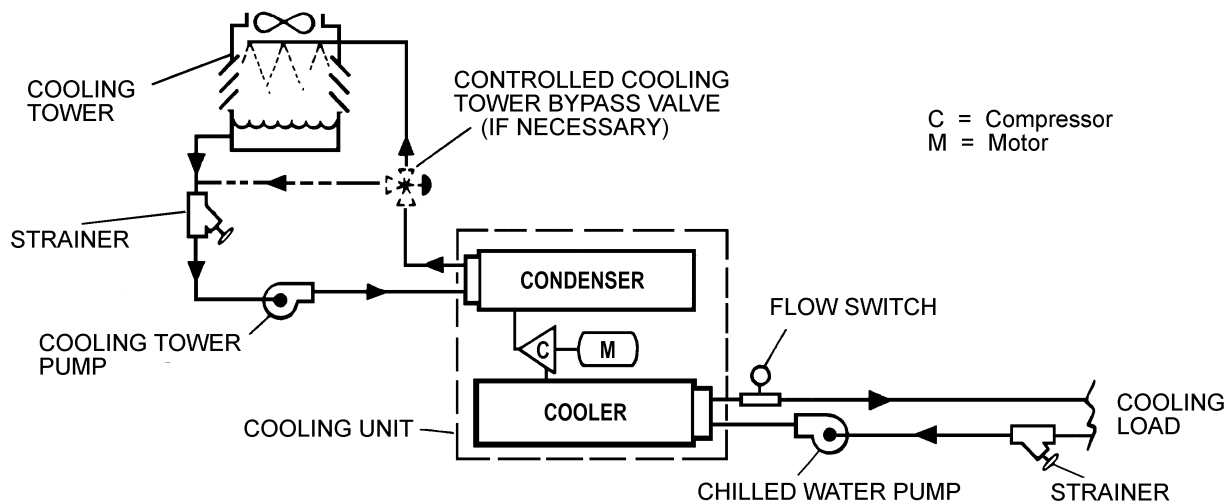 COOLING
TOWER
CONTROLLED COOLING
TOWER BYPASS VALVE
(IF NECESSARY)
C = Compressor
M = Motor
STRAINER
CONDENSER
FLOW SWITCH
COOLING TOWER
PUMP
C
M
COOLER
COOLING
LOAD
COOLING UNIT
CHILLED WATER PUMP
STRAINER